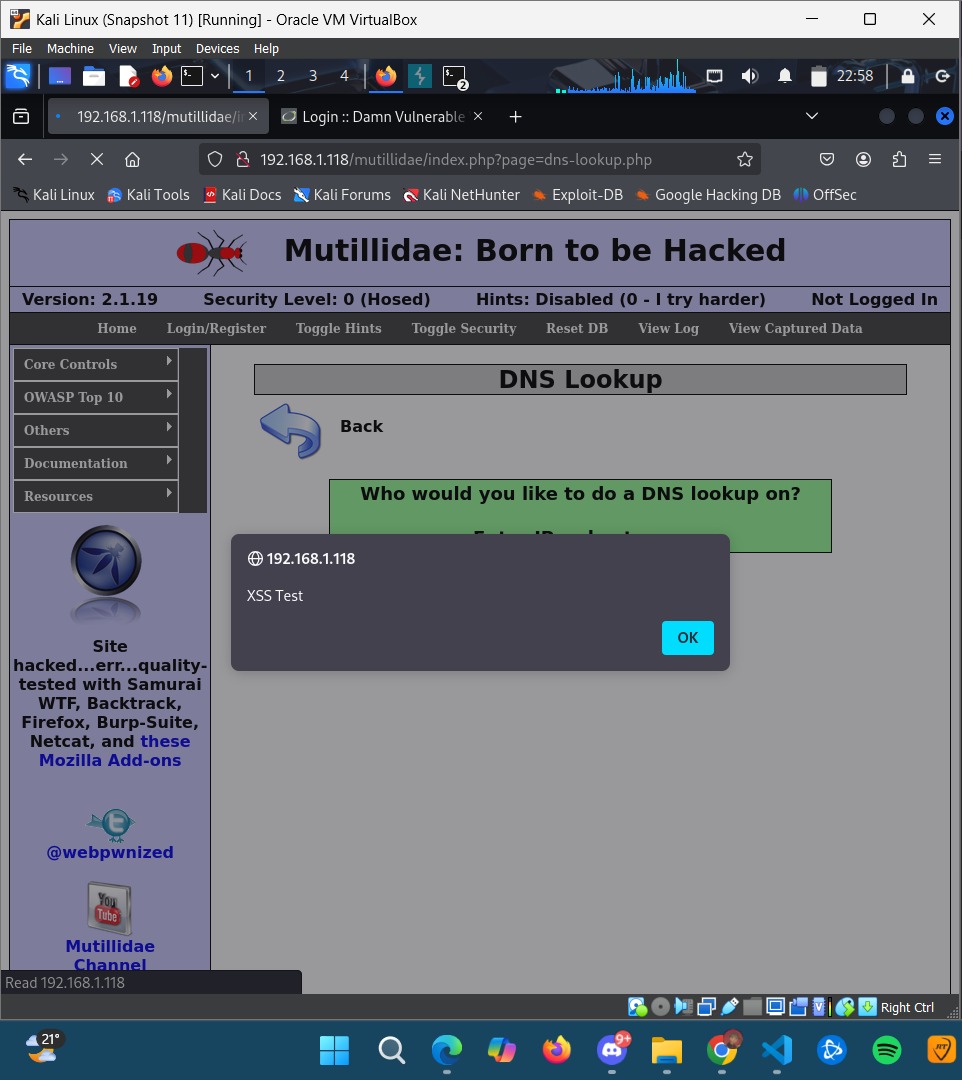 Kali Linux (Snapshot 11) [Running] - Oracle VM VirtualBox
File Machine View Input Devices Help
1 2 3 4 2 22:58
192.168.1.118/mutillidae/i Login :: Damn Vulnerable
192.168.1.118/mutillidae/index.php?page=dns-lookup.php
Kali Linux Kali Tools Kali Docs Kali Forums Kali NetHunter Exploit-DB Google Hacking DB OffSec
Mutillidae: Born to be Hacked
Version: 2.1.19 Security Level: 0 (Hosed) Hints: Disabled (0 - I try harder) Not Logged In
Home Login/Register Toggle Hints Toggle Security Reset DB View Log View Captured Data
Core Controls
OWASP Top 10
Others
Documentation
Resources
DNS Lookup
Back
Who would you like to do a DNS lookup on?
192.168.1.118
XSS Test
OK
Site
hacked...err...quality-
tested with Samurai
WTF, Backtrack,
Firefox, Burp-Suite,
Netcat, and these
Mozilla Add-ons
@webpwnized
You
Tube
Mutillidae
Channel
Read 192.168.1.118
Right Ctrl
21°
9+